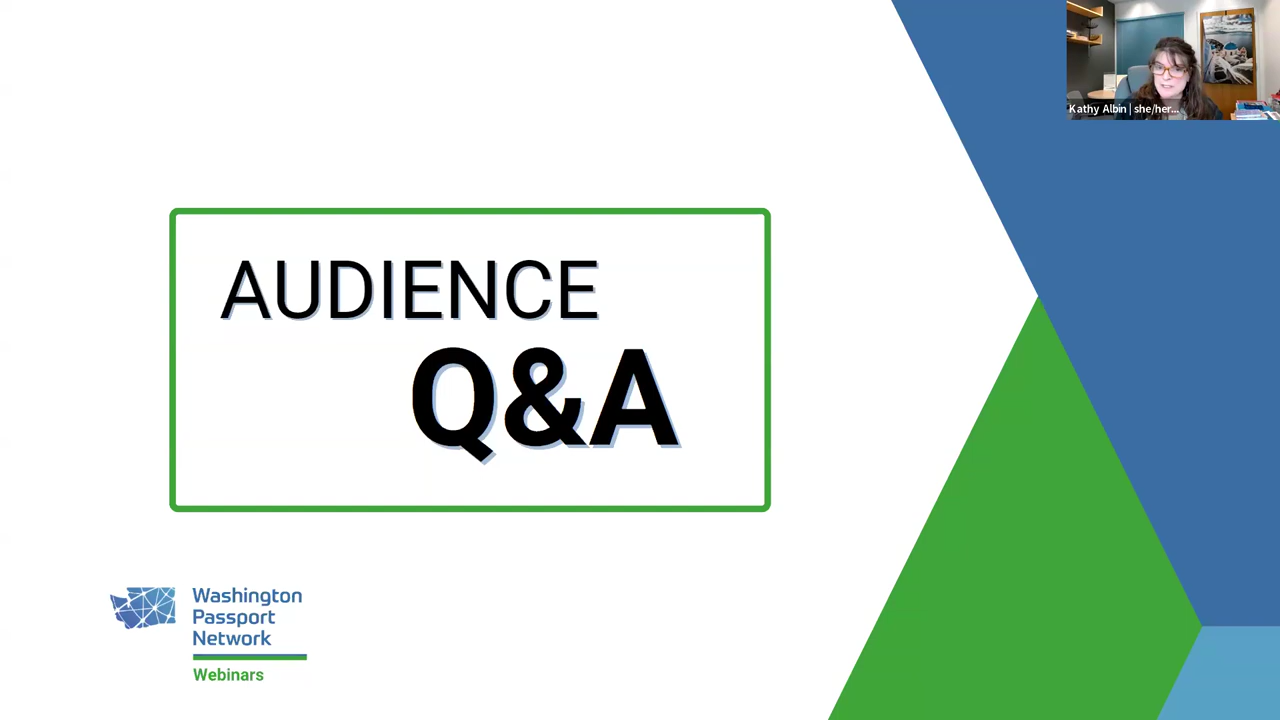 Kathy Albin | she/her...
AUDIENCE
Q&A
Washington
Passport
Network
Webinars